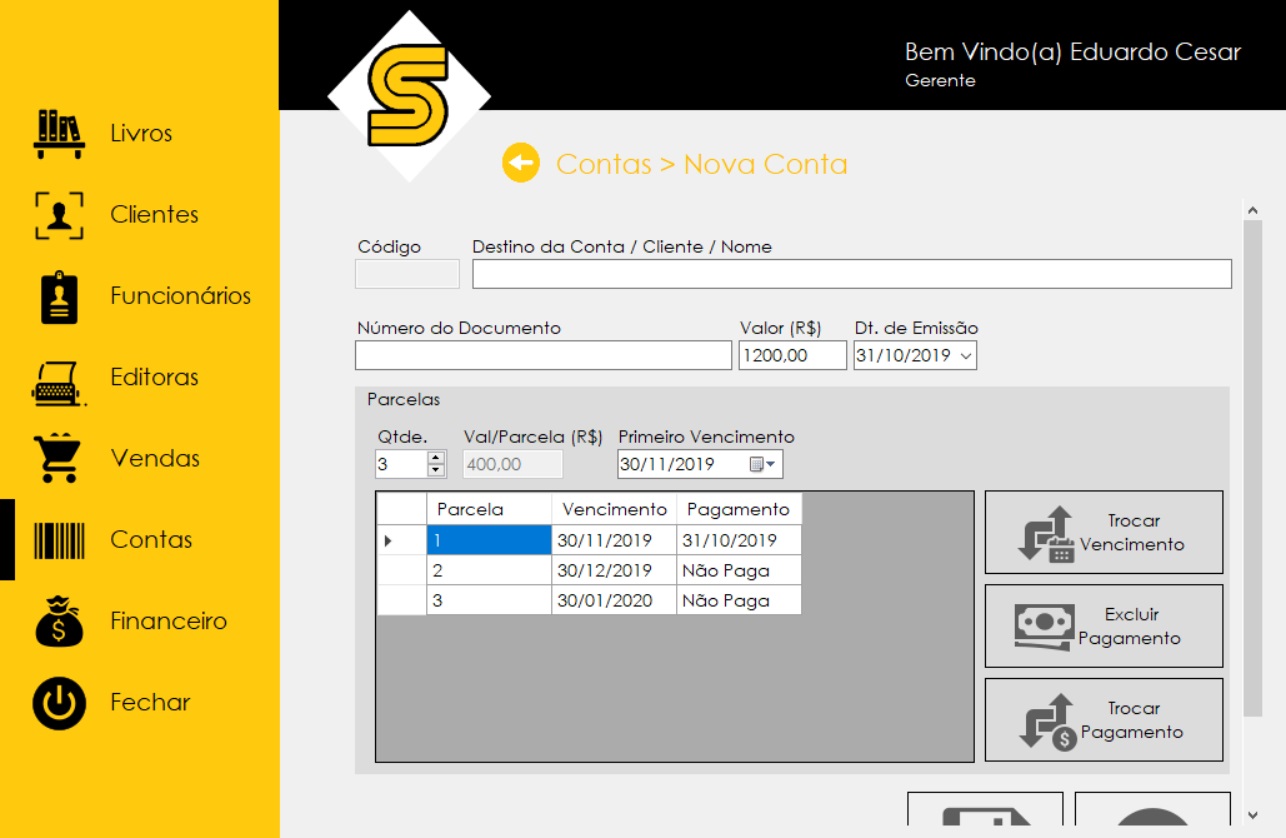 Bem Vindo(a) Eduardo Cesar
Gerente
S
Livros
Clientes
Funcionários
Editoras
Vendas
Contas
Financeiro
Fechar
Contas > Nova Conta
Código Destino da Conta / Cliente / Nome
Número do Documento Valor (R$) Dt. de Emissão
1200,00 31/10/2019
Parcelas
Qtde. Val/Parcela (R$) Primeiro Vencimento
3 400,00 30/11/2019
Parcela Vencimento Pagamento
1 30/11/2019 31/10/2019
2 30/12/2019 Não Paga
3 30/01/2020 Não Paga
Trocar
Vencimento
Excluir
Pagamento
Trocar
Pagamento